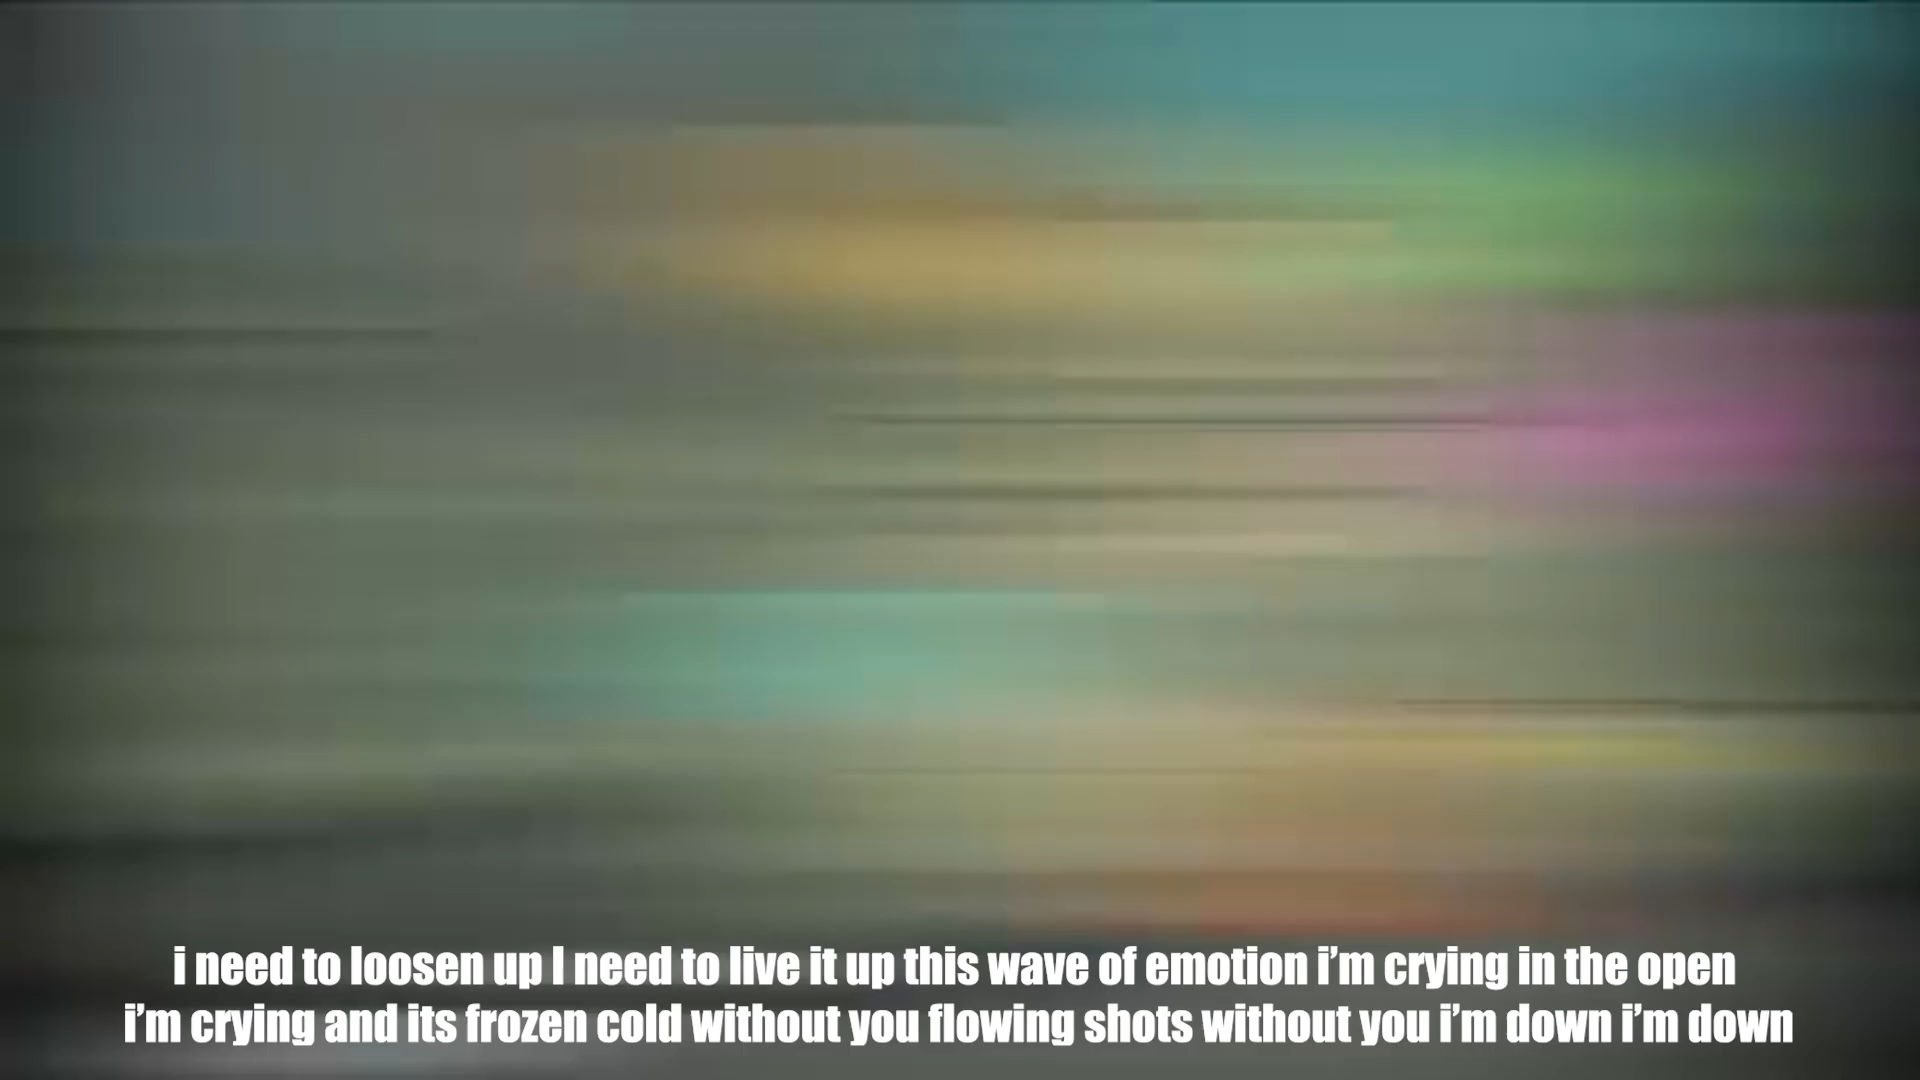 i need to loosen up I need to live it up this wave of emotion i'm crying in the open
i'm crying and its frozen cold without you flowing shots without you i'm down i'm down